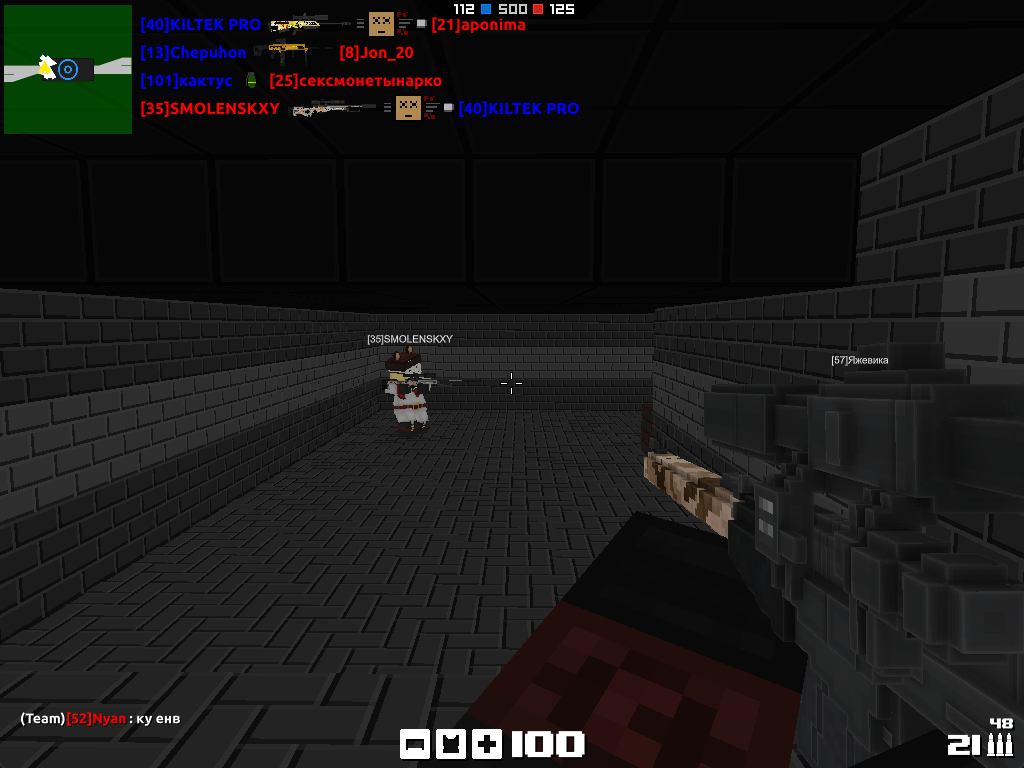 112 500 125
[40]KILTEK PRO [21]aponima
[13]Chepuhon [8]Jon_20
[101]кактус [25]сексмонетынарко
[35]SMOLENSKXY [40]KILTEK PRO
[35]SMOLENSKXY
[57]Яжевика
(Team)[52]Nyan : ку енв
48
100
21